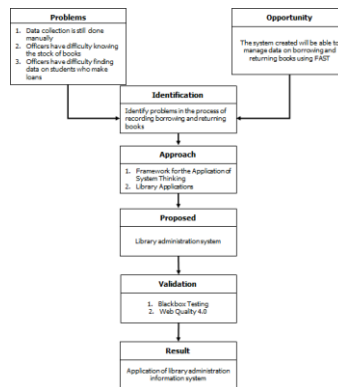 Problems
1. Data collection is still done
manually
2. Officers have difficulty knowing
the stock of books
3. Officers have difficulty finding
data on students who make
loans
Opportunity
The system created will be able to
manage data on borrowing and
returning books using FAST
Identification
Identify problems in the process of
recording borrowing and returning
books
Approach
1. Framework for the Application of
System Thinking
2. Library Applications
Proposed
Library administration system
Validation
1. Blackbox Testing
2. Web Quality 4.0
Result
Application of library administration
information system